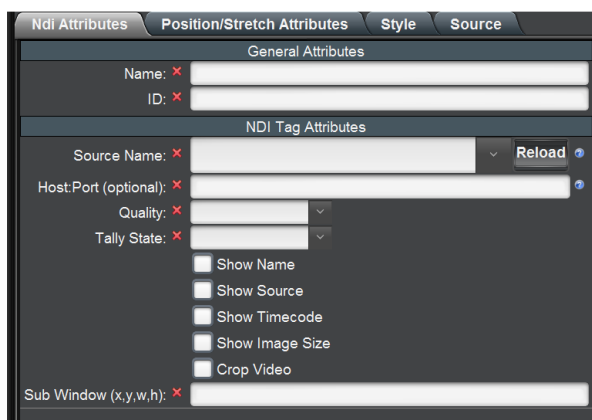 Ndi Attributes Position/Stretch Attributes Style Source
General Attributes
Name:
ID:
NDI Tag Attributes
Source Name: Reload
Host:Port (optional):
Quality:
Tally State:
Show Name
Show Source
Show Timecode
Show Image Size
Crop Video
Sub Window (x,y,w,h):